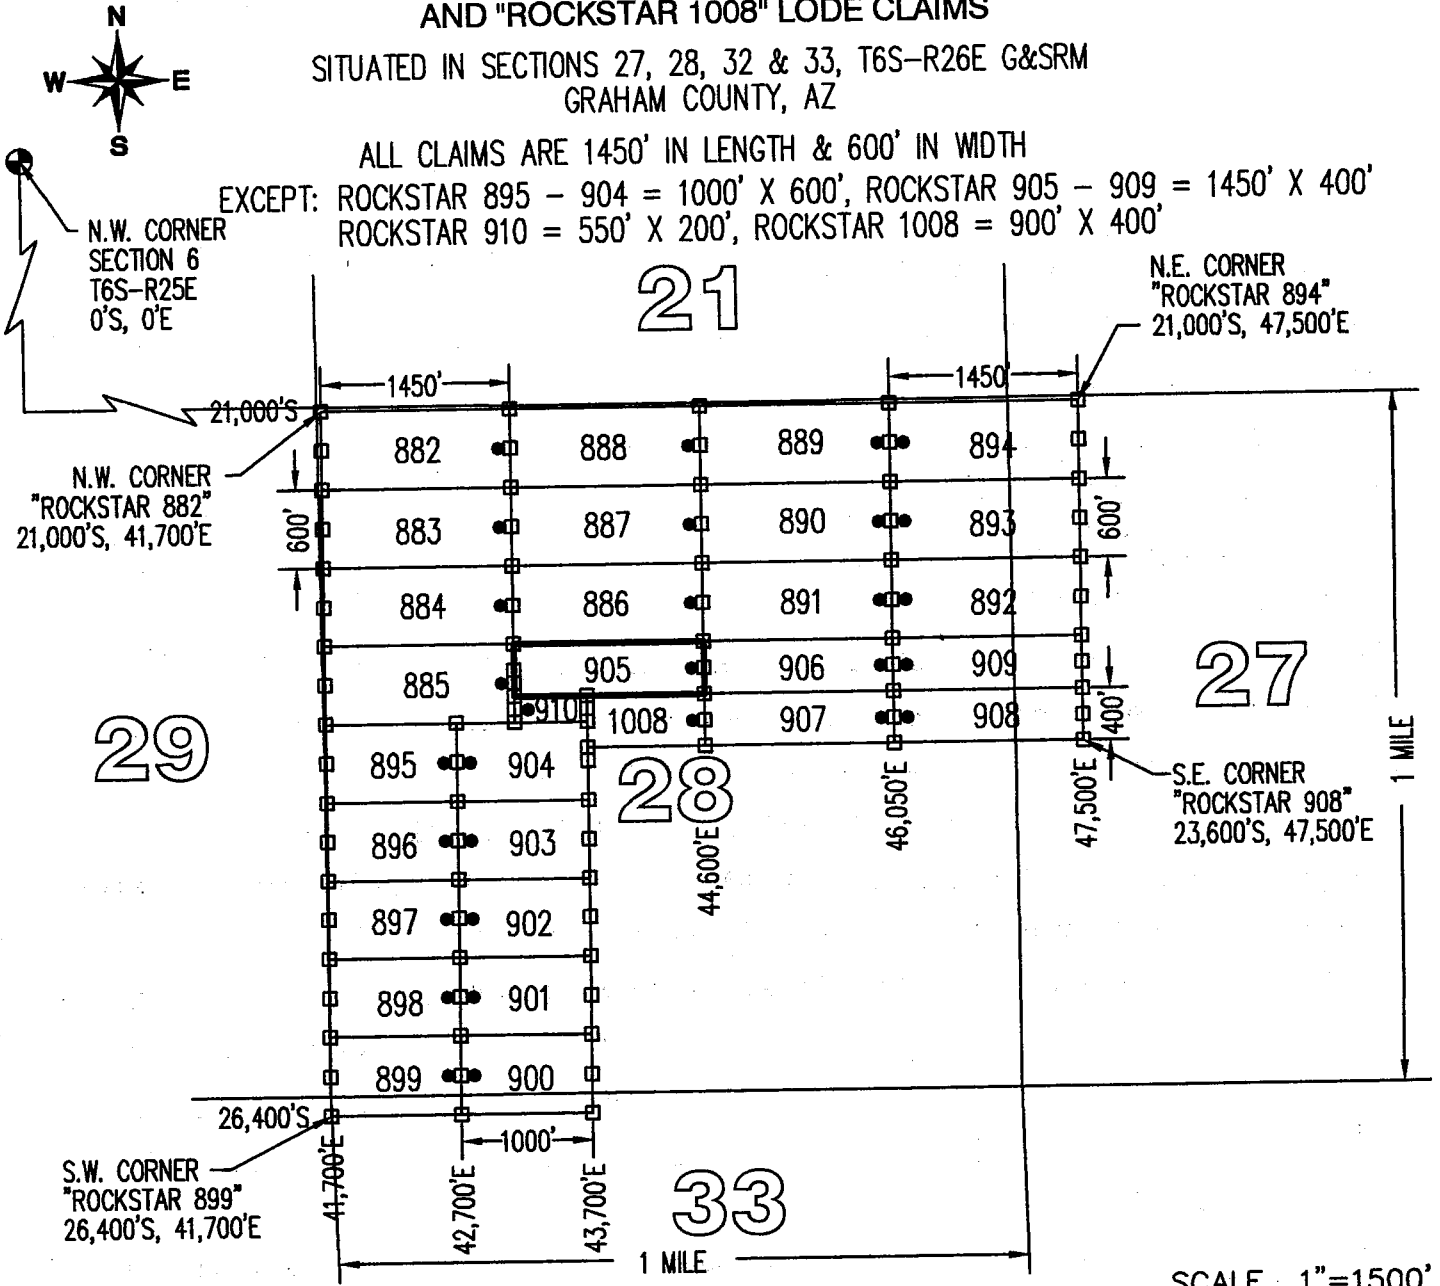 AND "ROCKSTAR 1008" LODE CLAIMS
N
W E
S
SITUATED IN SECTIONS 27, 28, 32 & 33, T6S-R26E G&SRM
GRAHAM COUNTY, AZ
ALL CLAIMS ARE 1450' IN LENGTH & 600' IN WIDTH
EXCEPT: ROCKSTAR 895 - 904 = 1000' X 600', ROCKSTAR 905 - 909 = 1450' X 400'
ROCKSTAR 910 = 550' X 200', ROCKSTAR 1008 = 900' X 400'
N.W. CORNER
SECTION 6
T6S-R25E
0'S, 0'E
21
N.E. CORNER
"ROCKSTAR 894"
21,000'S, 47,500'E
1450' 1450'
21,000'S
882 888 889 894
N.W. CORNER
"ROCKSTAR 882"
21,000'S, 41,700'E
600' 600'
883 887 890 893
884 886 891 892
885 905 906 909
27
910 1008 907 908
400'
29
1 MILE
895 904
28
S.E. CORNER
"ROCKSTAR 908"
23,600'S, 47,500'E
44,600'E
46,050'E
47,500'E
896 903
897 902
898 901
899 900
26,400'S
1000'
41,700'E
42,700'E
43,700'E
S.W. CORNER
"ROCKSTAR 899"
26,400'S, 41,700'E
33
1 MILE
SCALE 1"=1500'